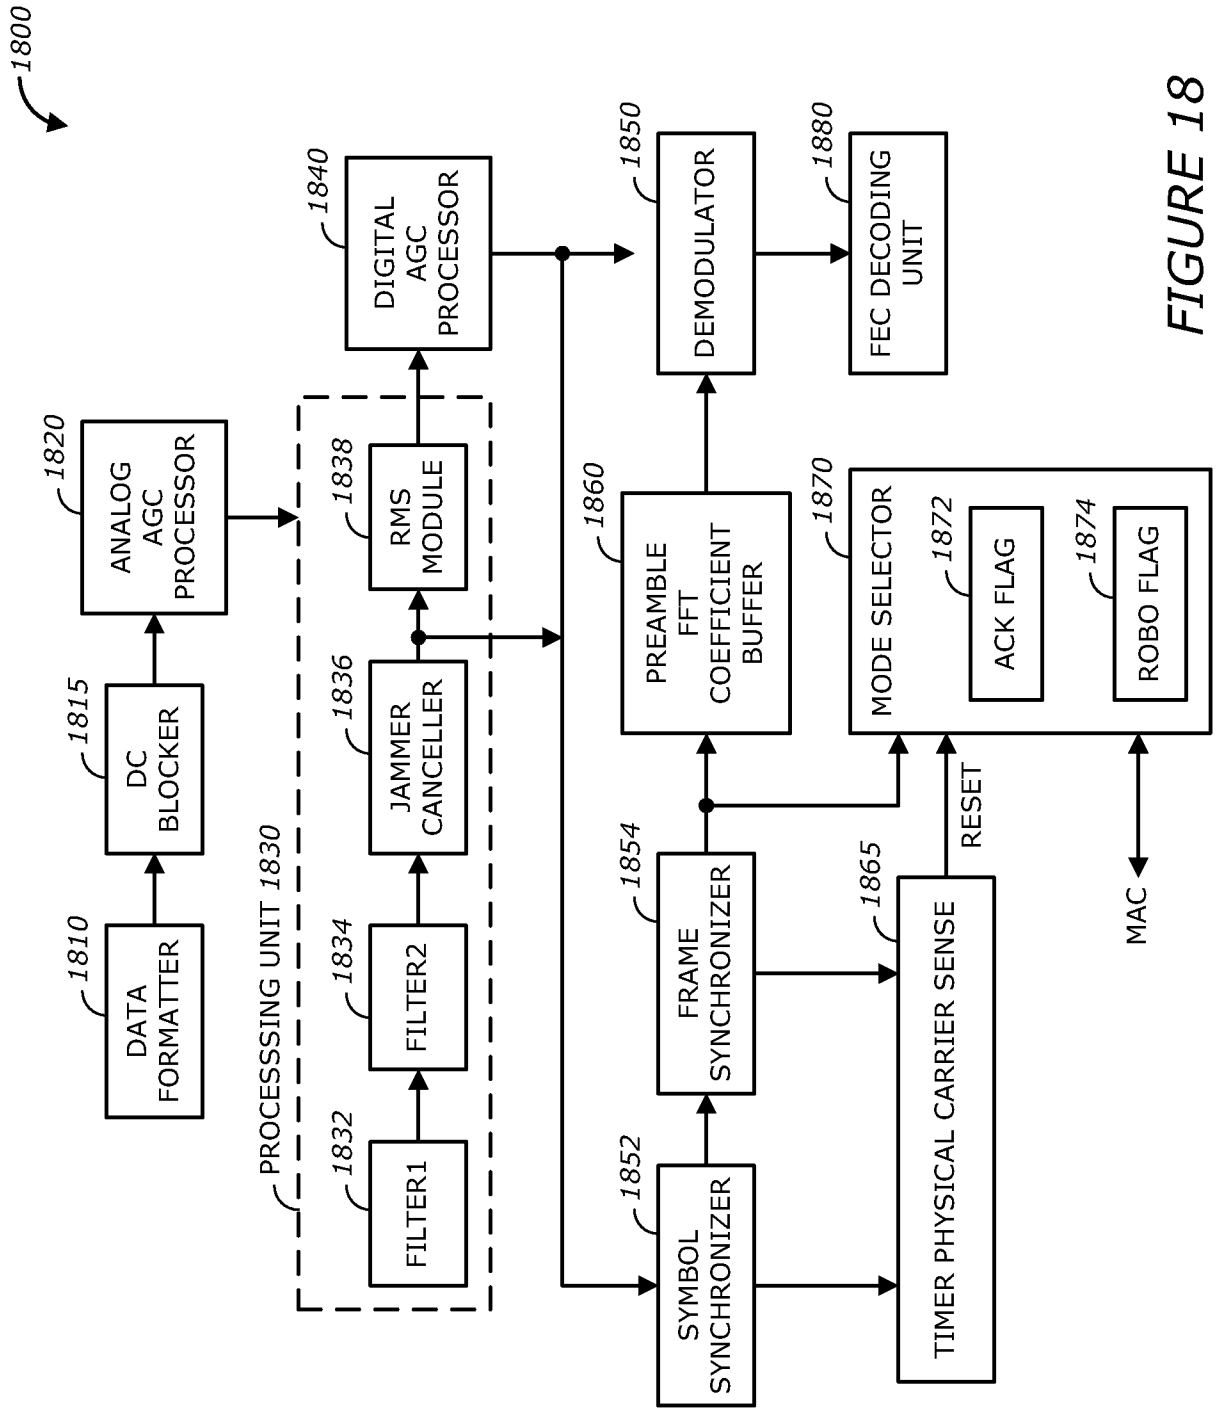 1800
1810
DATA
FORMATTER
1815
DC
BLOCKER
1820
ANALOG
AGC
PROCESSOR
PROCESSSING UNIT 1830
1832
FILTER1
1834
FILTER2
1836
JAMMER
CANCELLER
1838
RMS
MODULE
1840
DIGITAL
AGC
PROCESSOR
1852
SYMBOL
SYNCHRONIZER
1854
FRAME
SYNCHRONIZER
1860
PREAMBLE
FFT
COEFFICIENT
BUFFER
1850
DEMODULATOR
1865
TIMER PHYSICAL CARRIER SENSE
RESET
MAC
1870
MODE SELECTOR
1872
ACK FLAG
1874
ROBO FLAG
1880
FEC DECODING
UNIT
FIGURE 18